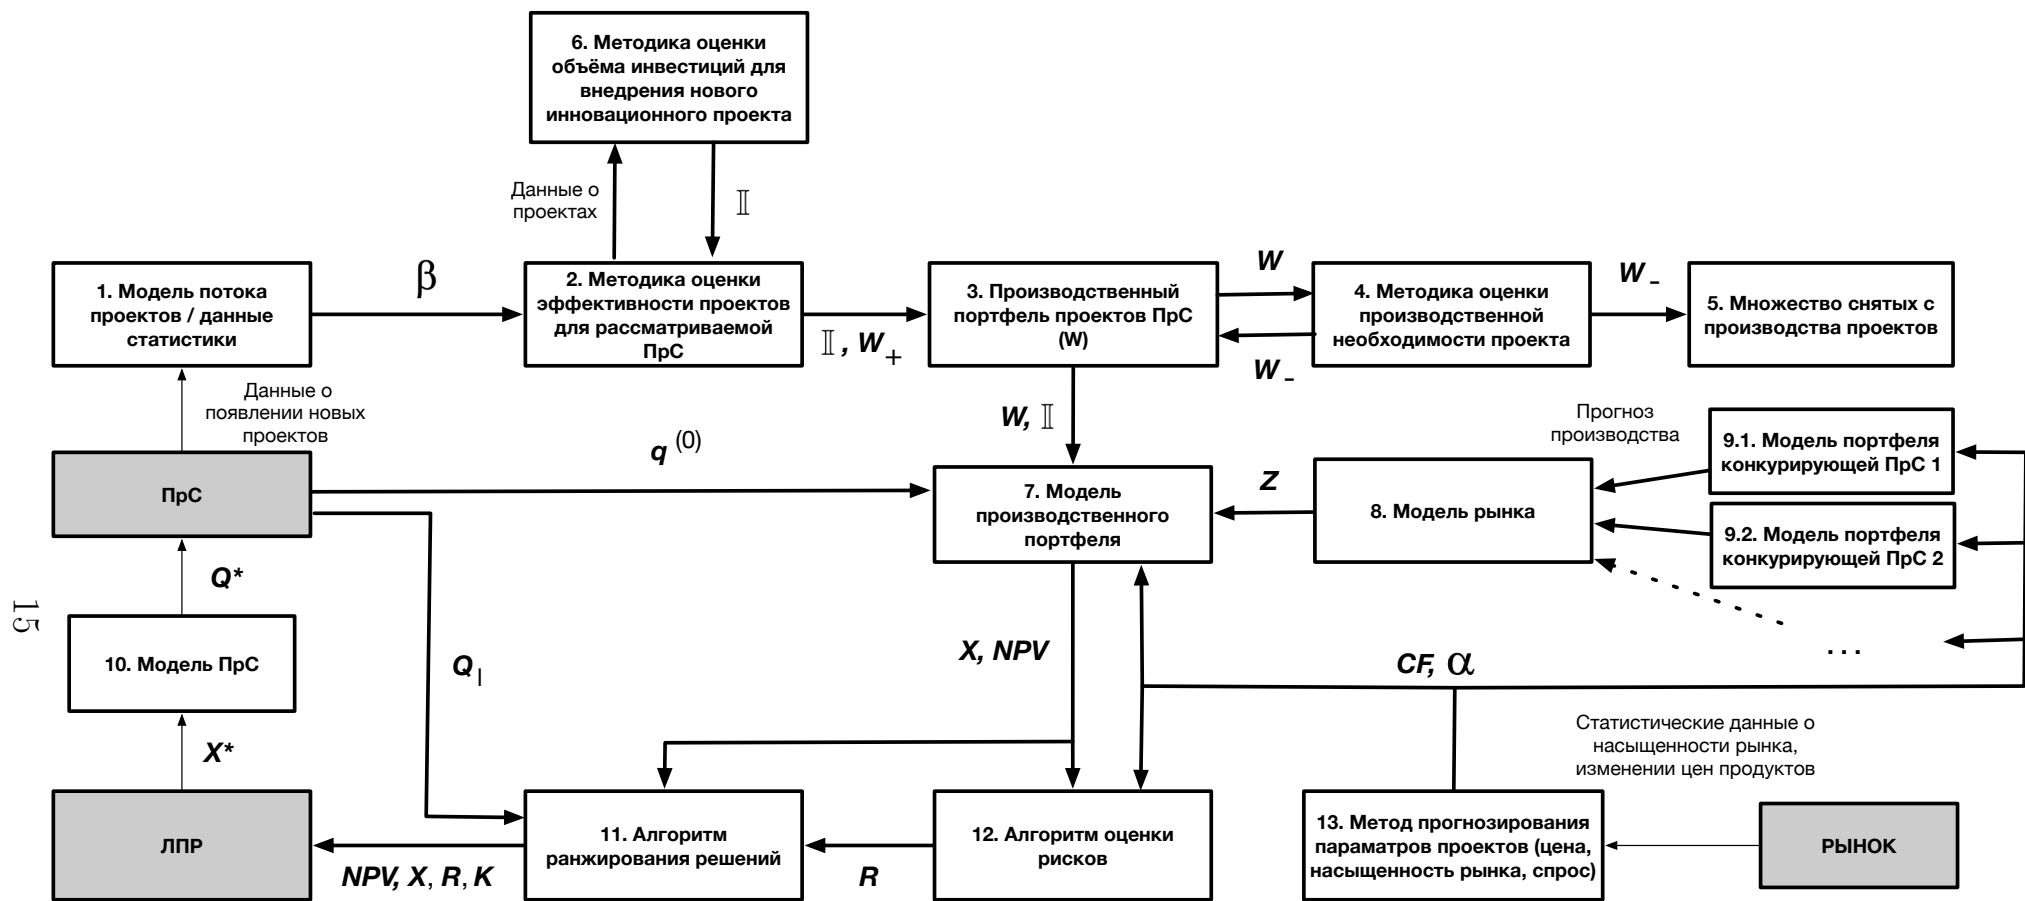 6. Методика оценки
объёма инвестиций для
внедрения нового
инновационного проекта
Данные о
проектах
𝕀
1. Модель потока
проектов / данные
статистики
β
2. Методика оценки
эффективности проектов
для рассматриваемой
ПрС
𝕀, W+
3. Производственный
портфель проектов ПрС
(W)
W
W-
4. Методика оценки
производственной
необходимости проекта
W-
5. Множество снятых с
производства проектов
Данные о
появлении новых
проектов
W, 𝕀
Прогноз
производства
9.1. Модель портфеля
конкурирующей ПрС 1
ПрС
q (0)
7. Модель
производственного
портфеля
Z
8. Модель рынка
9.2. Модель портфеля
конкурирующей ПрС 2
...
Q*
15
10. Модель ПрС
Q|
X, NPV
CF, α
X*
Статистические данные о
насыщенности рынка,
изменении цен продуктов
ЛПР
NPV, X, R, K
11. Алгоритм
ранжирования решений
R
12. Алгоритм оценки
рисков
13. Метод прогнозирования
параматров проектов (цена,
насыщенность рынка, спрос)
РЫНОК